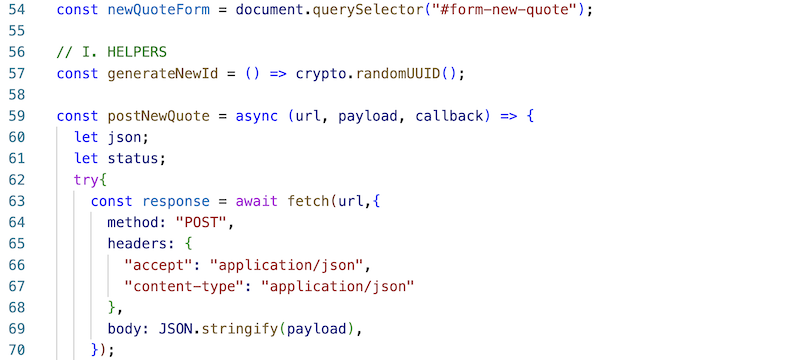 54 const newQuoteForm = document.querySelector("#form-new-quote");
55
56 // I. HELPERS
57 const generateNewId = () => crypto.randomUUID();
58
59 const postNewQuote = async (url, payload, callback) => {
60 let json;
61 let status;
62 try{
63 const response = await fetch(url,{
64 method: "POST",
65 headers: {
66 "accept": "application/json",
67 "content-type": "application/json"
68 },
69 body: JSON.stringify(payload),
70 });